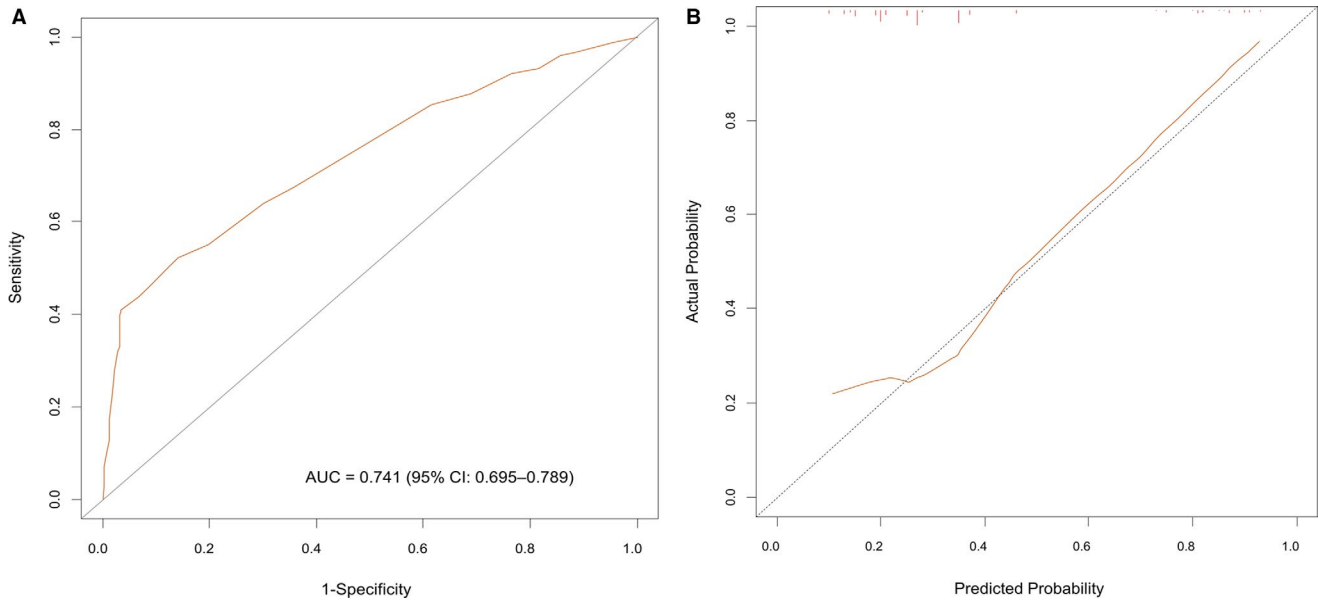 A
1.0
0.8
0.6
0.4
0.2
0.0
Sensitivity
AUC = 0.741 (95% CI: 0.695–0.789)
0.0 0.2 0.4 0.6 0.8 1.0
1-Specificity
B
1.0
0.8
0.6
0.4
0.2
0.0
Actual Probability
0.0 0.2 0.4 0.6 0.8 1.0
Predicted Probability